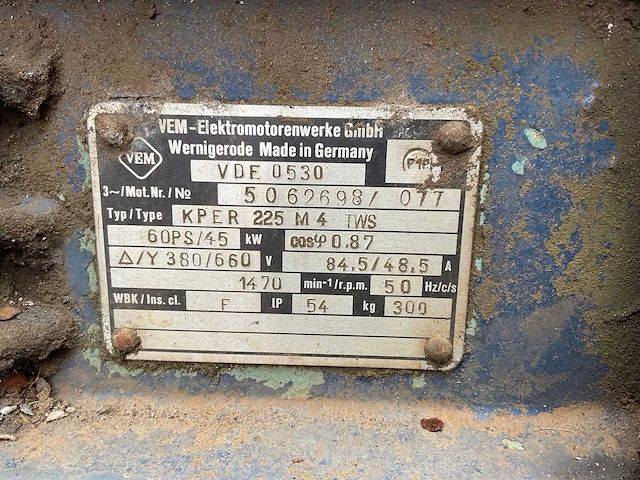 VEM-Elektromotorenwerke GmbH
Wernigerode Made in Germany
VEM
VDE 0530
3~/Mot.Nr./No 5062698/ 077
Typ/Type KPER 225 M4 TWS
60PS/45 kW cosφ 0.87
Δ/Y 380/660 V 84,5/48,5 A
1470 min-1/r.p.m. 50 Hz/c/s
WBK/Ins. cl. F IP 54 kg 300